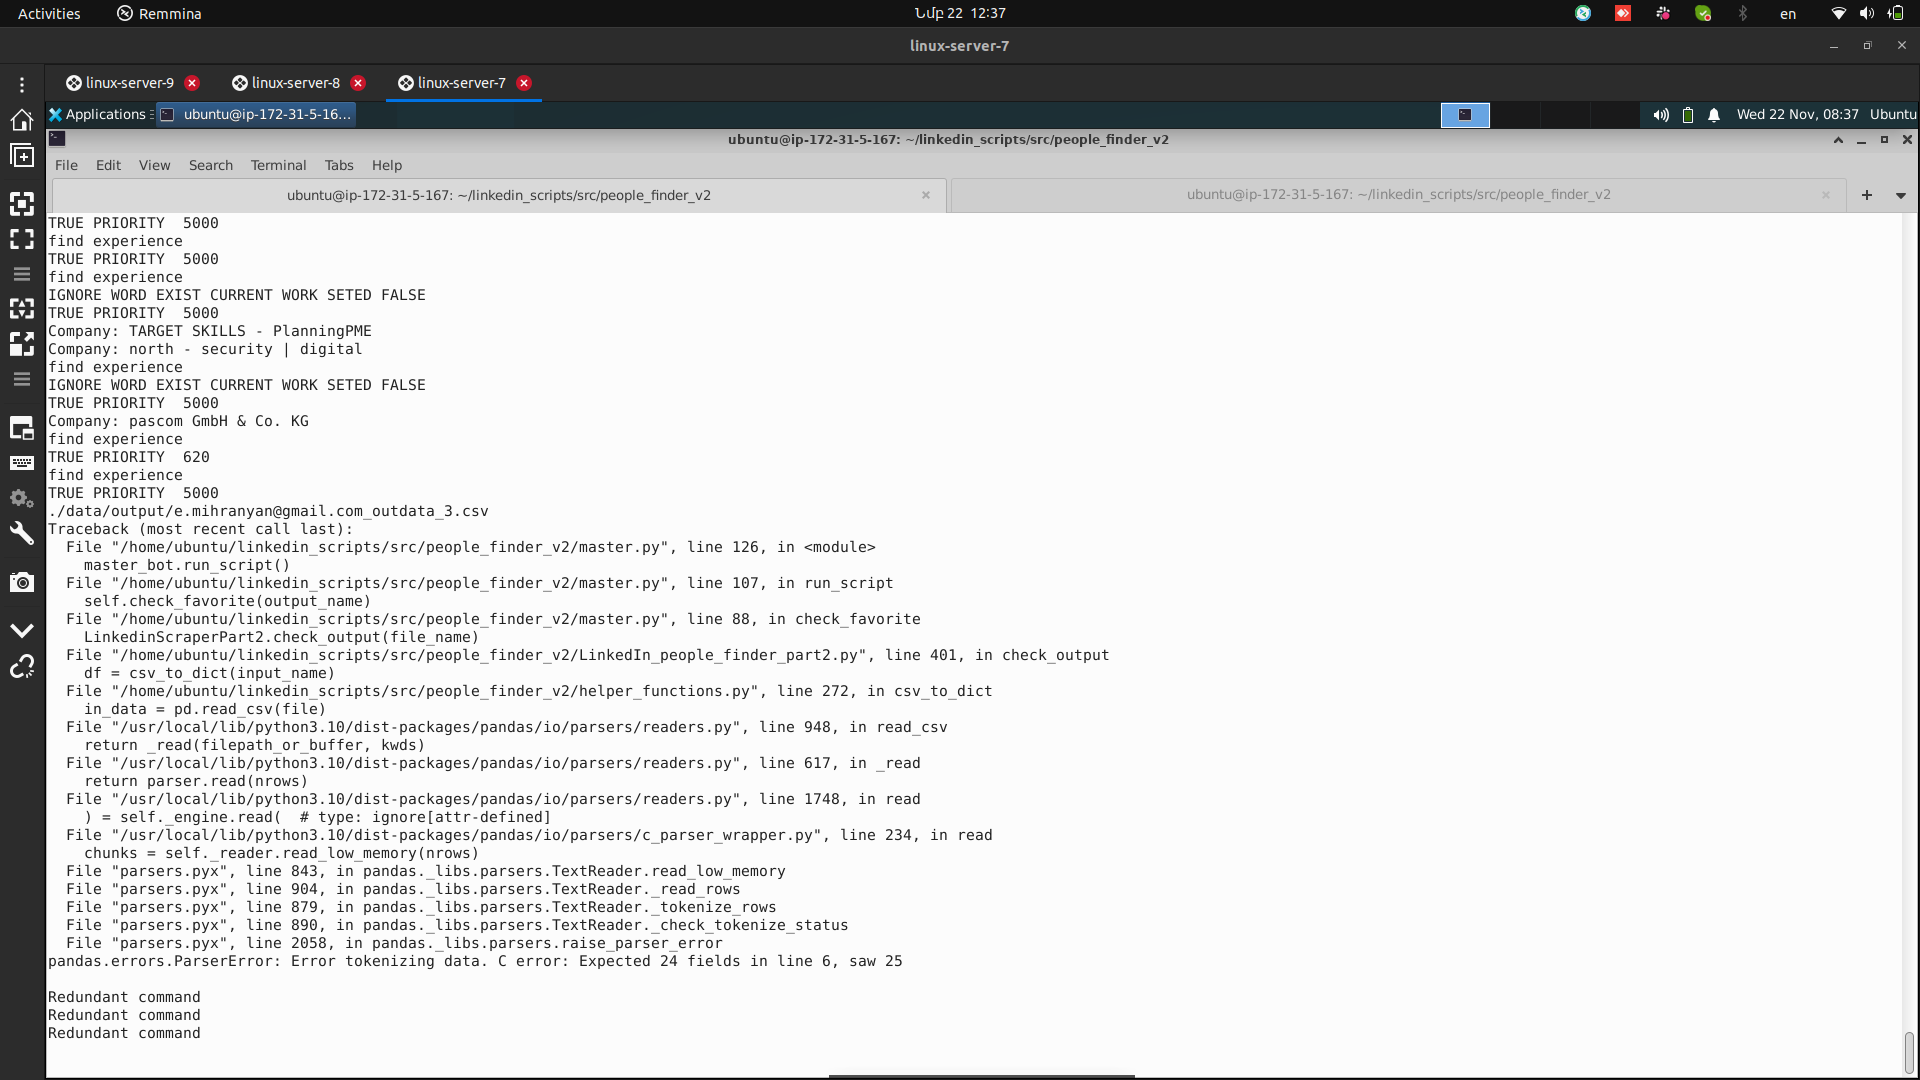 Activities
Remmina
Նմբ 22 12:37
en
linux-server-7
linux-server-9
linux-server-8
linux-server-7
Applications
ubuntu@ip-172-31-5-16...
Wed 22 Nov, 08:37
Ubuntu
ubuntu@ip-172-31-5-167: ~/linkedin_scripts/src/people_finder_v2
File Edit View Search Terminal Tabs Help
ubuntu@ip-172-31-5-167: ~/linkedin_scripts/src/people_finder_v2
ubuntu@ip-172-31-5-167: ~/linkedin_scripts/src/people_finder_v2
TRUE PRIORITY  5000
find experience
TRUE PRIORITY  5000
find experience
IGNORE WORD EXIST CURRENT WORK SETED FALSE
TRUE PRIORITY  5000
Company: TARGET SKILLS - PlanningPME
Company: north - security | digital
find experience
IGNORE WORD EXIST CURRENT WORK SETED FALSE
TRUE PRIORITY  5000
Company: pascom GmbH & Co. KG
find experience
TRUE PRIORITY  620
find experience
TRUE PRIORITY  5000
./data/output/e.mihranyan@gmail.com_outdata_3.csv
Traceback (most recent call last):
  File "/home/ubuntu/linkedin_scripts/src/people_finder_v2/master.py", line 126, in <module>
    master_bot.run_script()
  File "/home/ubuntu/linkedin_scripts/src/people_finder_v2/master.py", line 107, in run_script
    self.check_favorite(output_name)
  File "/home/ubuntu/linkedin_scripts/src/people_finder_v2/master.py", line 88, in check_favorite
    LinkedinScraperPart2.check_output(file_name)
  File "/home/ubuntu/linkedin_scripts/src/people_finder_v2/LinkedIn_people_finder_part2.py", line 401, in check_output
    df = csv_to_dict(input_name)
  File "/home/ubuntu/linkedin_scripts/src/people_finder_v2/helper_functions.py", line 272, in csv_to_dict
    in_data = pd.read_csv(file)
  File "/usr/local/lib/python3.10/dist-packages/pandas/io/parsers/readers.py", line 948, in read_csv
    return _read(filepath_or_buffer, kwds)
  File "/usr/local/lib/python3.10/dist-packages/pandas/io/parsers/readers.py", line 617, in _read
    return parser.read(nrows)
  File "/usr/local/lib/python3.10/dist-packages/pandas/io/parsers/readers.py", line 1748, in read
    ) = self._engine.read(  # type: ignore[attr-defined]
  File "/usr/local/lib/python3.10/dist-packages/pandas/io/parsers/c_parser_wrapper.py", line 234, in read
    chunks = self._reader.read_low_memory(nrows)
  File "parsers.pyx", line 843, in pandas._libs.parsers.TextReader.read_low_memory
  File "parsers.pyx", line 904, in pandas._libs.parsers.TextReader._read_rows
  File "parsers.pyx", line 879, in pandas._libs.parsers.TextReader._tokenize_rows
  File "parsers.pyx", line 890, in pandas._libs.parsers.TextReader._check_tokenize_status
  File "parsers.pyx", line 2058, in pandas._libs.parsers.raise_parser_error
pandas.errors.ParserError: Error tokenizing data. C error: Expected 24 fields in line 6, saw 25
Redundant command
Redundant command
Redundant command